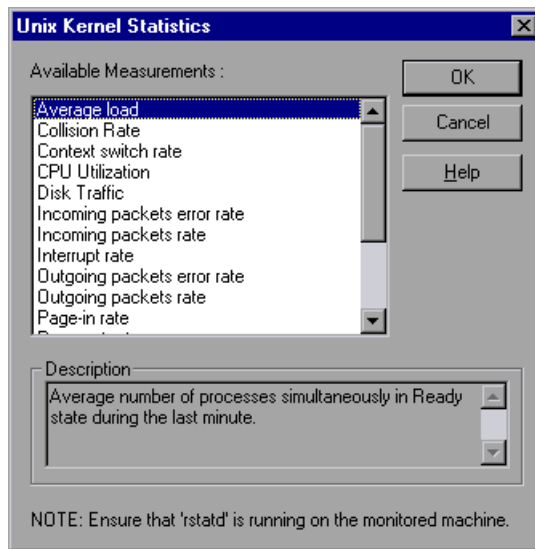 Unix Kernel Statistics
Available Measurements :
OK
Cancel
Help
Average load
Collision Rate
Context switch rate
CPU Utilization
Disk Traffic
Incoming packets error rate
Incoming packets rate
Interrupt rate
Outgoing packets error rate
Outgoing packets rate
Page-in rate
Description
Average number of processes simultaneously in Ready
state during the last minute.
NOTE: Ensure that 'rstatd' is running on the monitored machine.